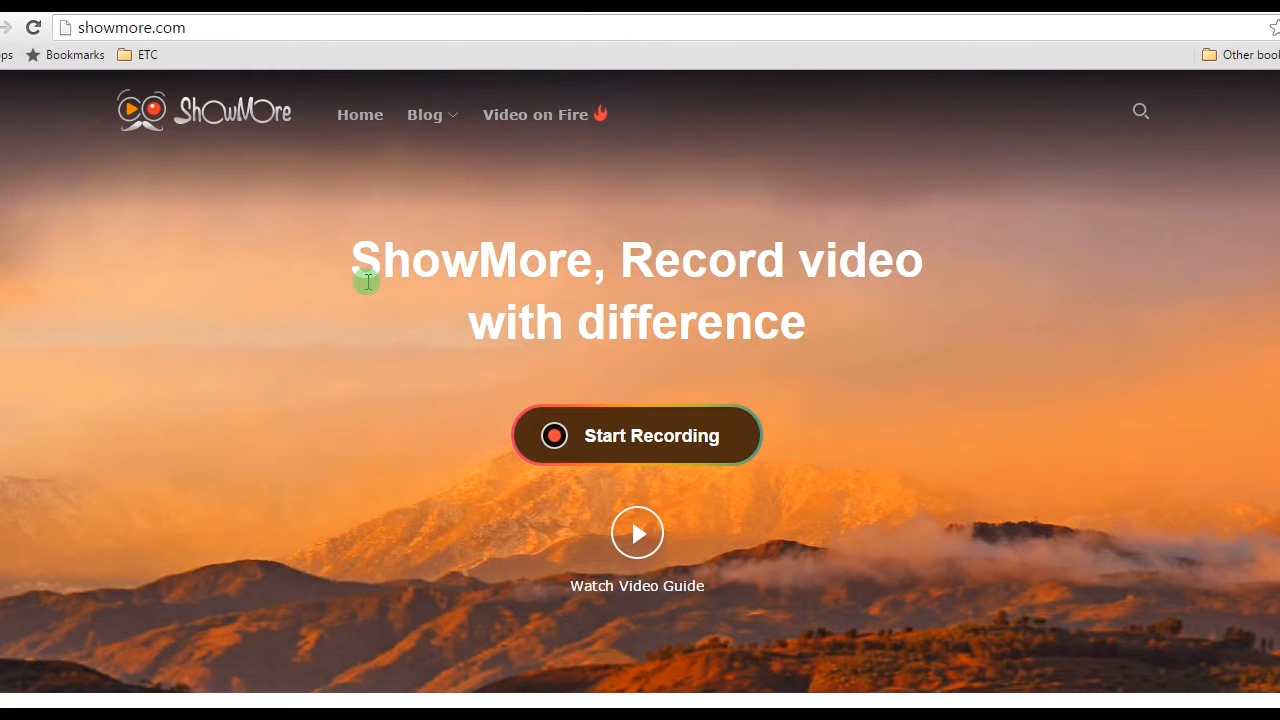 showmore.com
ps Bookmarks ETC Other book
ShowMore Home Blog Video on Fire
ShowMore, Record video
with difference
Start Recording
Watch Video Guide